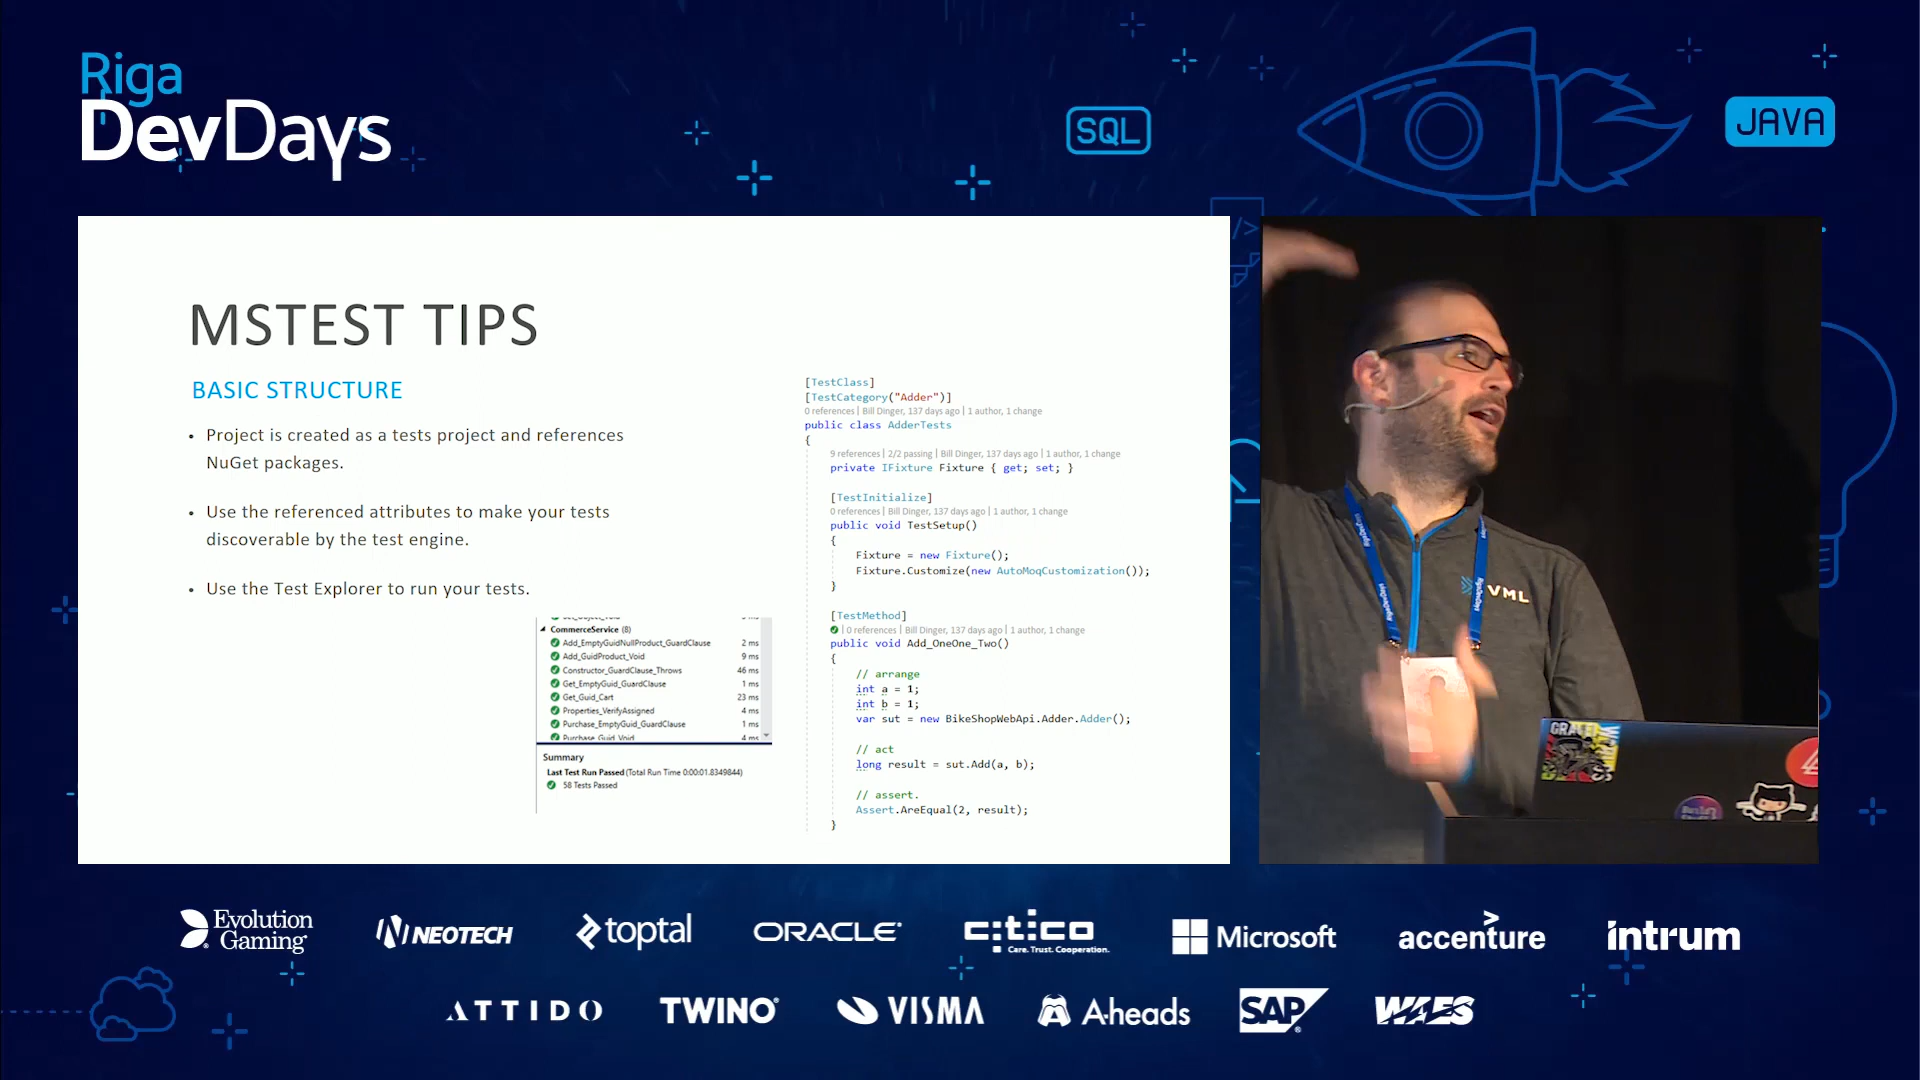 Riga
DevDays
SQL
JAVA
</>
MSTEST TIPS
BASIC STRUCTURE
• Project is created as a tests project and references
NuGet packages.
• Use the referenced attributes to make your tests
discoverable by the test engine.
• Use the Test Explorer to run your tests.
CommerceService (8)
Add_EmptyGuidNullProduct_GuardClause 2 ms
Add_GuidProduct_Void 9 ms
Constructor_GuardClause_Throws 46 ms
Get_EmptyGuid_GuardClause 1 ms
Get_Guid_Cart 23 ms
Properties_VerifyAssigned 4 ms
Purchase_EmptyGuid_GuardClause 1 ms
Purchase_Guid_Void 4 ms
Summary
Last Test Run Passed (Total Run Time 0:00:01.8349844)
58 Tests Passed
[TestClass]
[TestCategory("Adder")]
0 references | Bill Dinger, 137 days ago | 1 author, 1 change
public class AdderTests
{
9 references | 2/2 passing | Bill Dinger, 137 days ago | 1 author, 1 change
private IFixture Fixture { get; set; }
[TestInitialize]
0 references | Bill Dinger, 137 days ago | 1 author, 1 change
public void TestSetup()
{
Fixture = new Fixture();
Fixture.Customize(new AutoMoqCustomization());
}
[TestMethod]
| 0 references | Bill Dinger, 137 days ago | 1 author, 1 change
public void Add_OneOne_Two()
{
// arrange
int a = 1;
int b = 1;
var sut = new BikeShopWebApi.Adder.Adder();
// act
long result = sut.Add(a, b);
// assert.
Assert.AreEqual(2, result);
}
VML
Evolution
Gaming
NEOTECH
toptal
ORACLE
citico
Care. Trust. Cooperation.
Microsoft
accenture
intrum
ATTIDO
TWINO
VISMA
A-heads
SAP